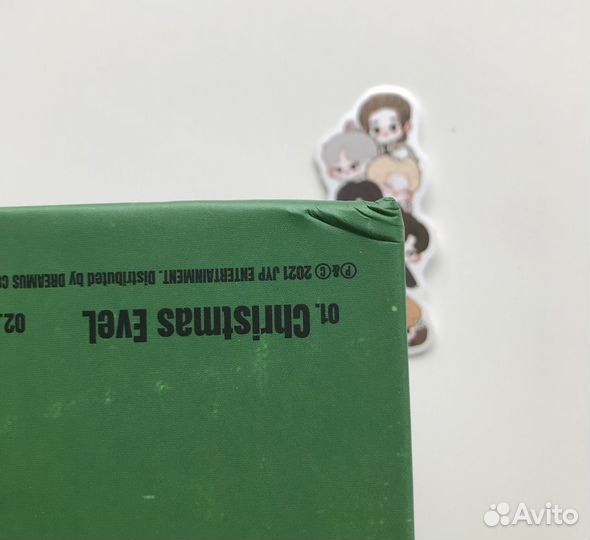 01. Christmas EveL 02.
℗&© 2021 JYP ENTERTAINMENT. Distributed by DREAMUS
Avito